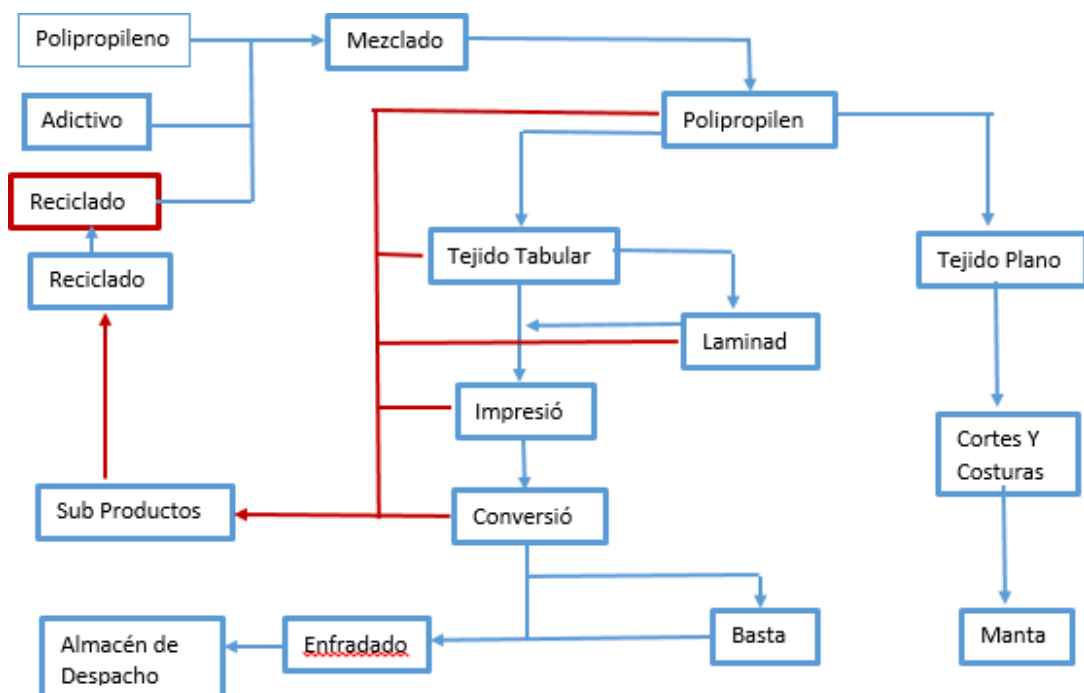 Polipropileno
Mezclado
Adictivo
Polipropilen
Reciclado
Reciclado
Tejido Tabular
Tejido Plano
Laminad
Impresió
Cortes Y
Costuras
Sub Productos
Conversió
Almacén de
Despacho
Enfradado
Basta
Manta